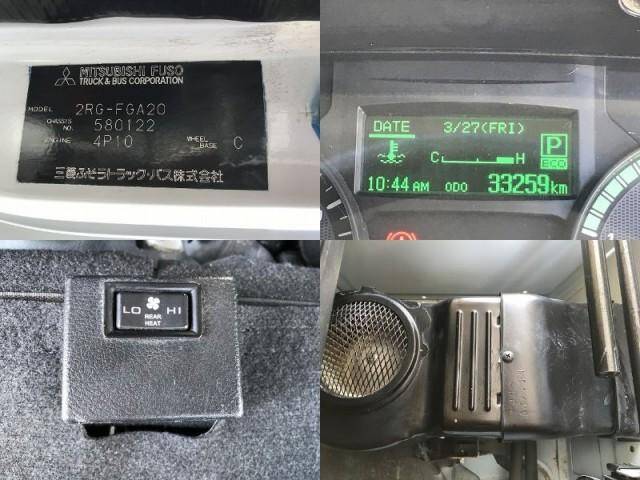 MITSUBISHI FUSO
TRUCK & BUS CORPORATION
MODEL 2RG-FGA20
CHASSIS NO. 580122
ENGINE 4P10 WHEEL BASE C
三菱ふそうトラック・バス株式会社
DATE 3/27(FRI)
P
C H ECO
10:44 AM ODO 33259 km
LO HI
REAR
HEAT